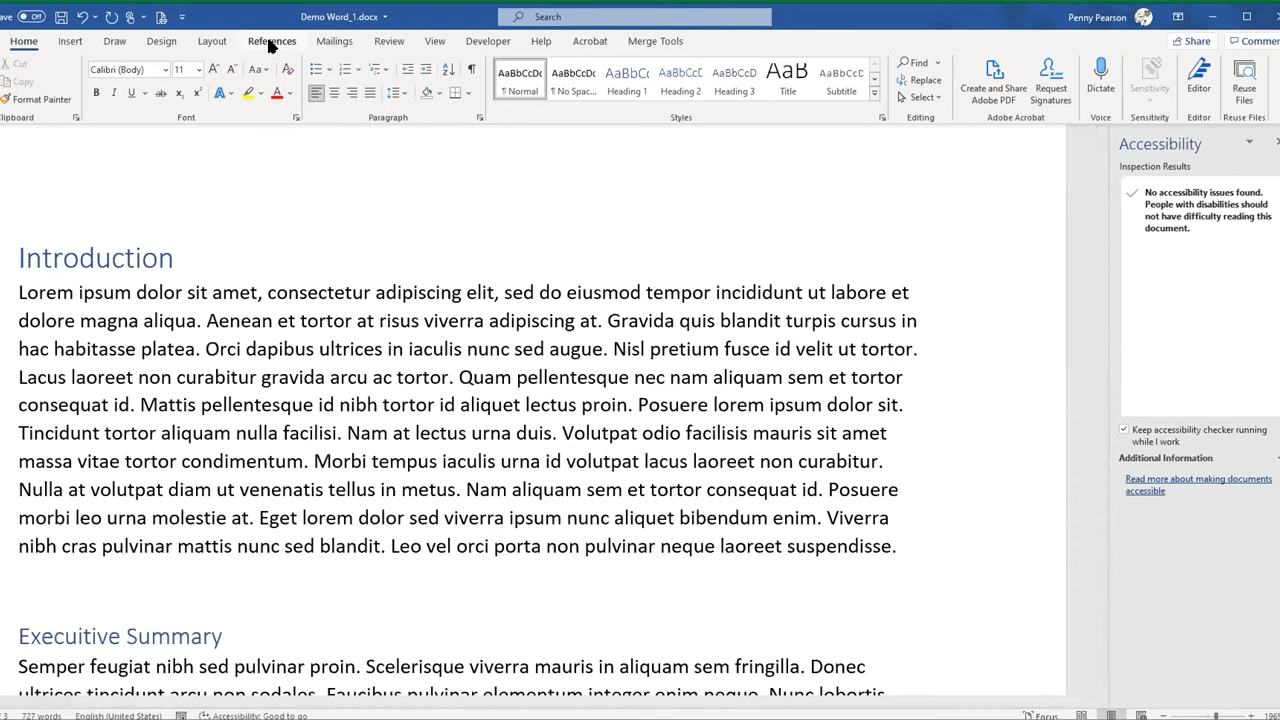 ave Off Demo Word_1.docx Search Penny Pearson
Home Insert Draw Design Layout References Mailings Review View Developer Help Acrobat Merge Tools Share Commer
Cut
Copy
Format Painter
Clipboard
Calibri (Body) 11
Font
Paragraph
AaBbCcDc AaBbCcDc AaBbCc AaBbCcD AaBbCcD AaB AaBbCcD
¶ Normal ¶ No Spac... Heading 1 Heading 2 Heading 3 Title Subtitle
Styles
Find
Replace
Select
Editing
Create and Share Adobe PDF
Request Signatures
Adobe Acrobat
Dictate
Voice
Sensitivity
Sensitivity
Editor
Editor
Reuse Files
Reuse Files
Introduction
Lorem ipsum dolor sit amet, consectetur adipiscing elit, sed do eiusmod tempor incididunt ut labore et
dolore magna aliqua. Aenean et tortor at risus viverra adipiscing at. Gravida quis blandit turpis cursus in
hac habitasse platea. Orci dapibus ultrices in iaculis nunc sed augue. Nisl pretium fusce id velit ut tortor.
Lacus laoreet non curabitur gravida arcu ac tortor. Quam pellentesque nec nam aliquam sem et tortor
consequat id. Mattis pellentesque id nibh tortor id aliquet lectus proin. Posuere lorem ipsum dolor sit.
Tincidunt tortor aliquam nulla facilisi. Nam at lectus urna duis. Volutpat odio facilisis mauris sit amet
massa vitae tortor condimentum. Morbi tempus iaculis urna id volutpat lacus laoreet non curabitur.
Nulla at volutpat diam ut venenatis tellus in metus. Nam aliquam sem et tortor consequat id. Posuere
morbi leo urna molestie at. Eget lorem dolor sed viverra ipsum nunc aliquet bibendum enim. Viverra
nibh cras pulvinar mattis nunc sed blandit. Leo vel orci porta non pulvinar neque laoreet suspendisse.
Execuitive Summary
Semper feugiat nibh sed pulvinar proin. Scelerisque viverra mauris in aliquam sem fringilla. Donec
ultrices tincidunt arcu non sodales. Faucibus pulvinar elementum integer enim neque. Nunc lobortis
Accessibility
Inspection Results
No accessibility issues found.
People with disabilities should
not have difficulty reading this
document.
Keep accessibility checker running
while I work
Additional Information
Read more about making documents
accessible
f 3 727 words English (United States) Accessibility: Good to go Focus 196%